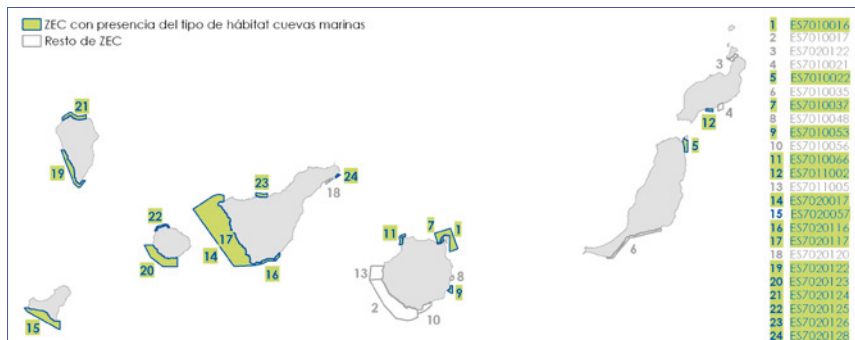 ZEC con presencia del tipo de hábitat cuevas marinas
Resto de ZEC
1 ES7010016
2 ES7010017
3 ES7020122
4 ES7010021
5 ES7010022
6 ES7010035
7 ES7010037
8 ES7010048
9 ES7010053
10 ES7010056
11 ES7010066
12 ES7011002
13 ES7011005
14 ES7020017
15 ES7020057
16 ES7020116
17 ES7020117
18 ES7020120
19 ES7020122
20 ES7020123
21 ES7020124
22 ES7020125
23 ES7020126
24 ES7020128
3
21
4
12
5
19
24
23
18
22
11
7
1
17
14
20
16
6
13
8
9
2
10
15